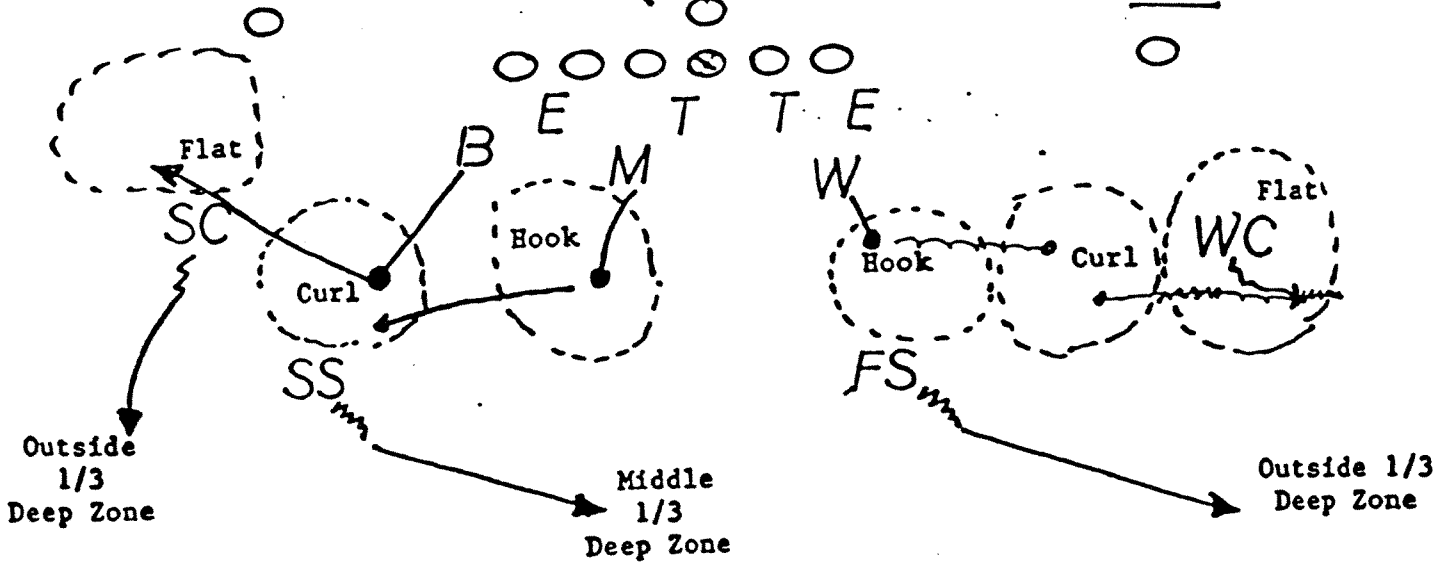 E T T E
B M W
Flat
Flat
SC
Hook
WC
Hook
Curl
Curl
SS
FS
Outside
1/3
Deep Zone
Middle
1/3
Deep Zone
Outside 1/3
Deep Zone